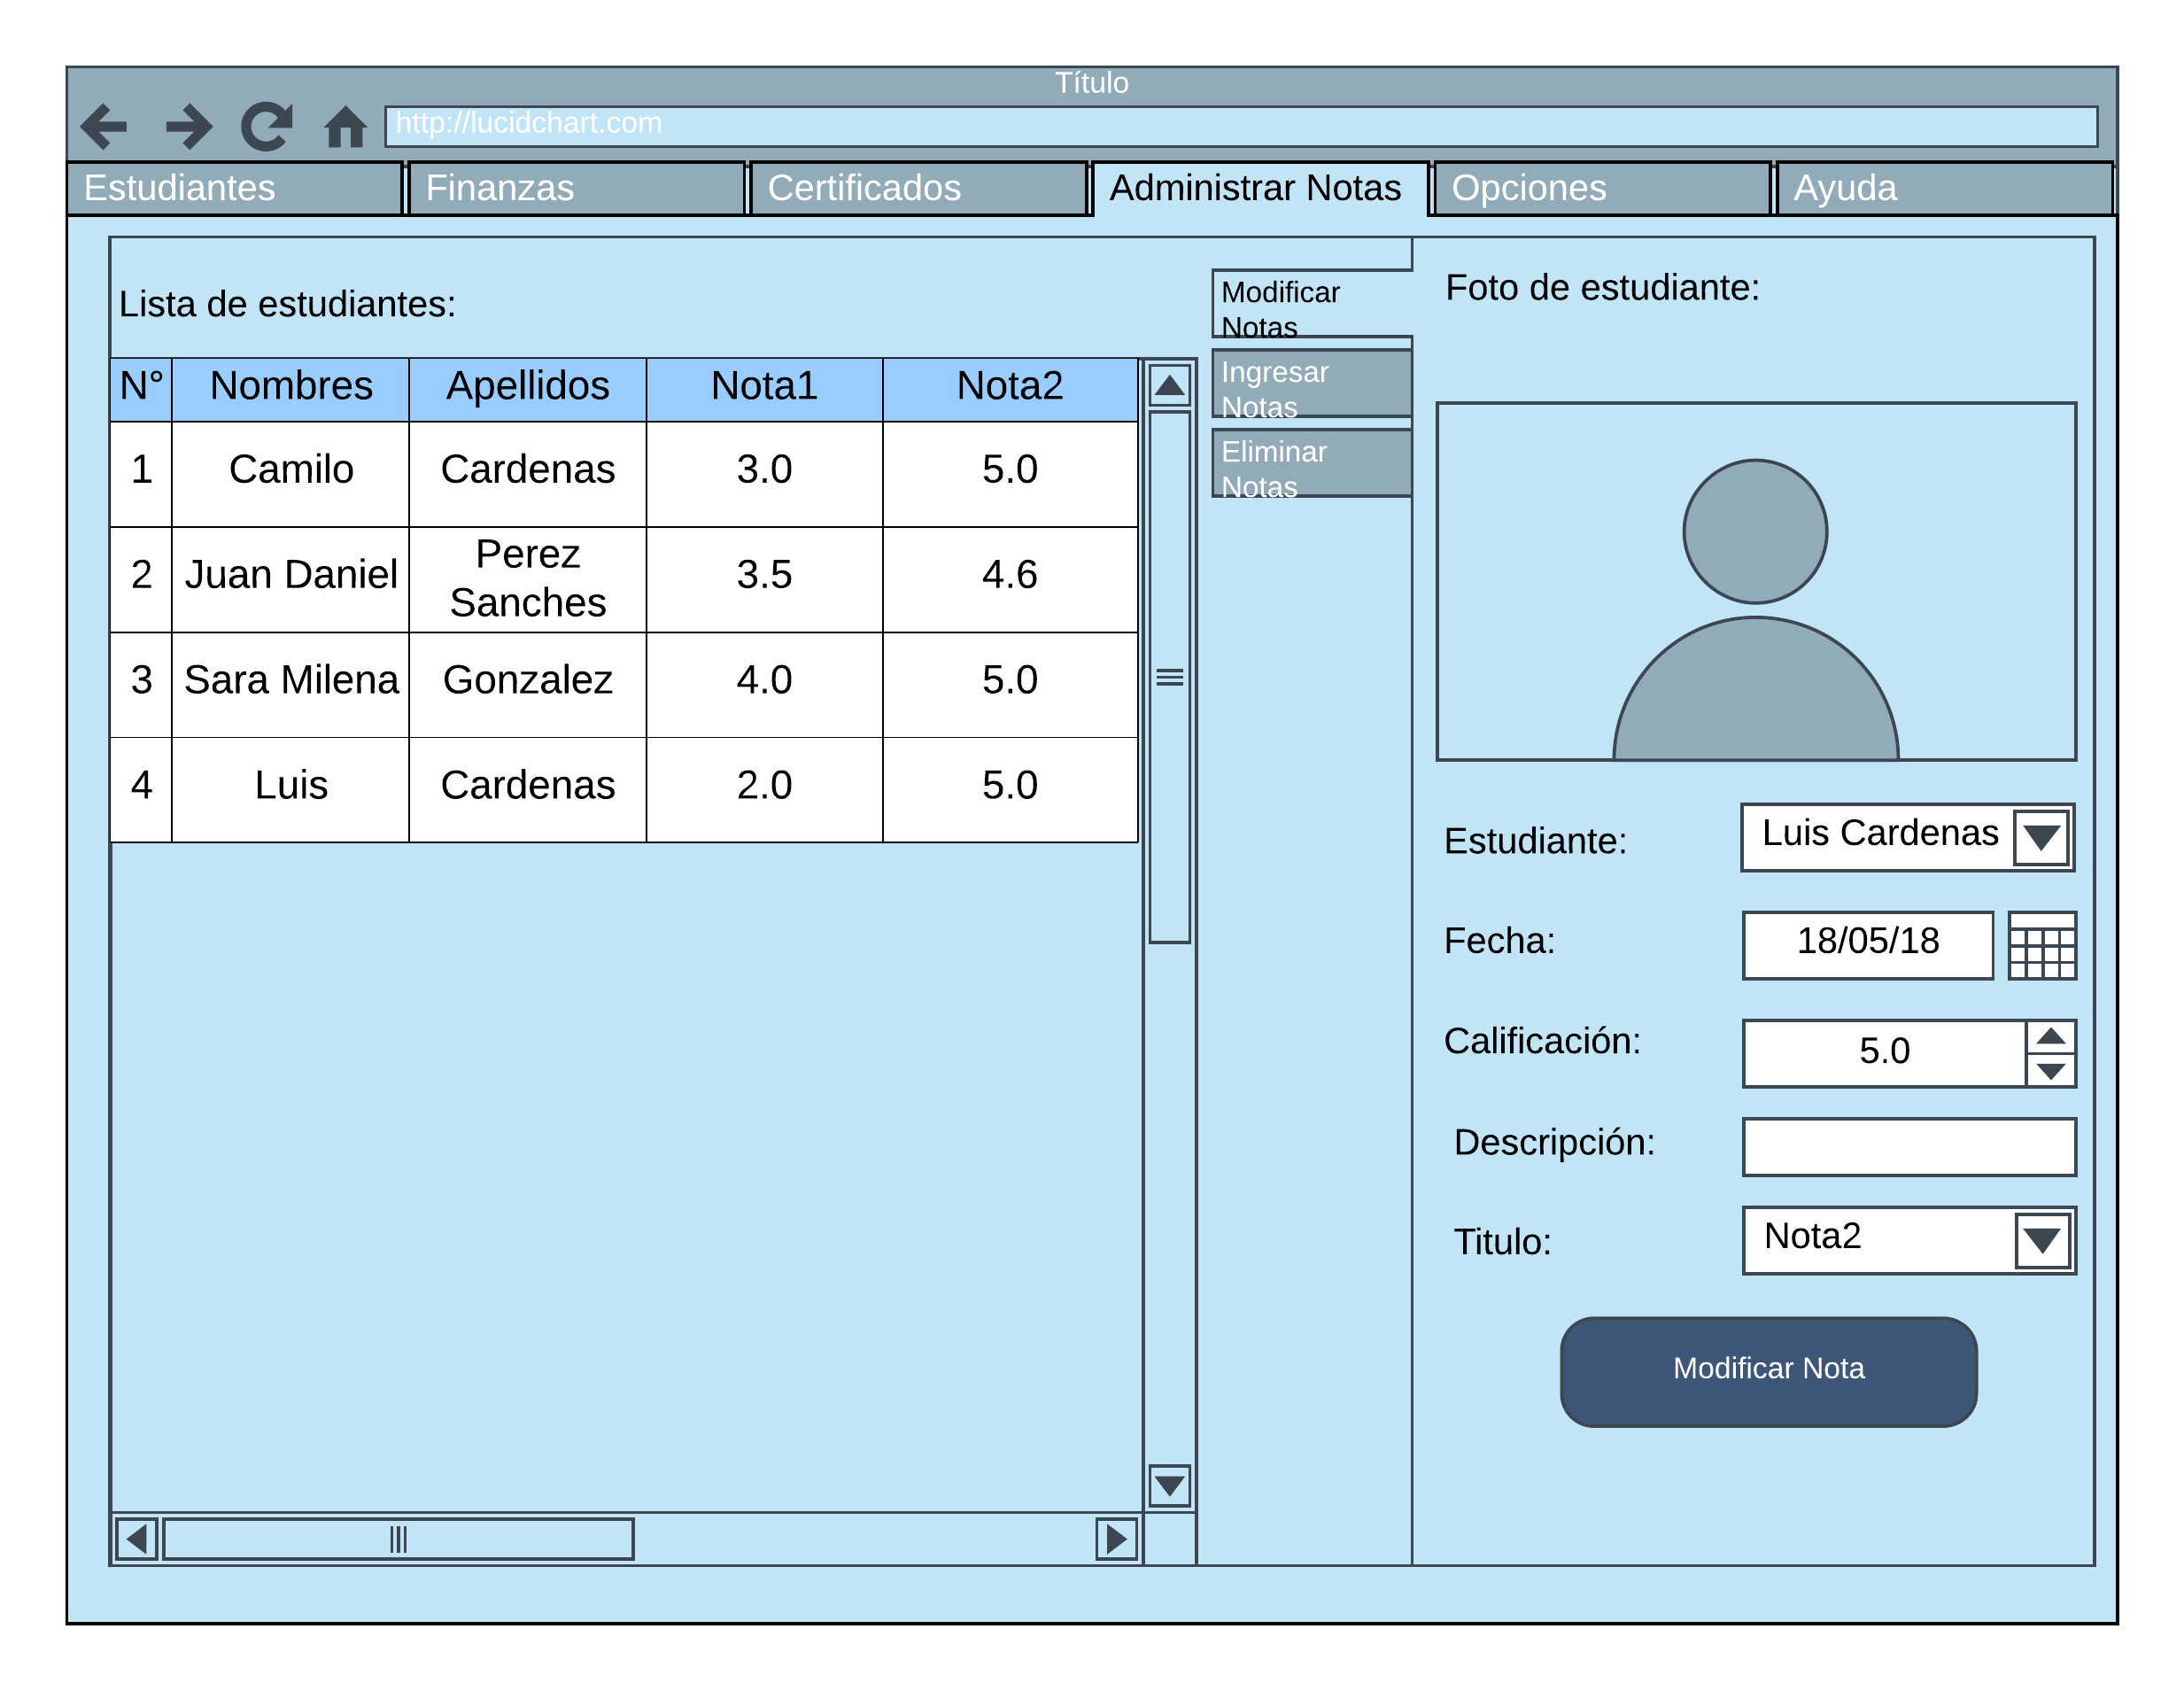 Título
http://lucidchart.com
Estudiantes
Finanzas
Certificados
Administrar Notas
Opciones
Ayuda
Lista de estudiantes:
N° Nombres Apellidos Nota1 Nota2
1 Camilo Cardenas 3.0 5.0
2 Juan Daniel Perez Sanches 3.5 4.6
3 Sara Milena Gonzalez 4.0 5.0
4 Luis Cardenas 2.0 5.0
Modificar
Notas
Ingresar
Notas
Eliminar
Notas
Foto de estudiante:
Estudiante: Luis Cardenas
Fecha: 18/05/18
Calificación: 5.0
Descripción:
Titulo: Nota2
Modificar Nota